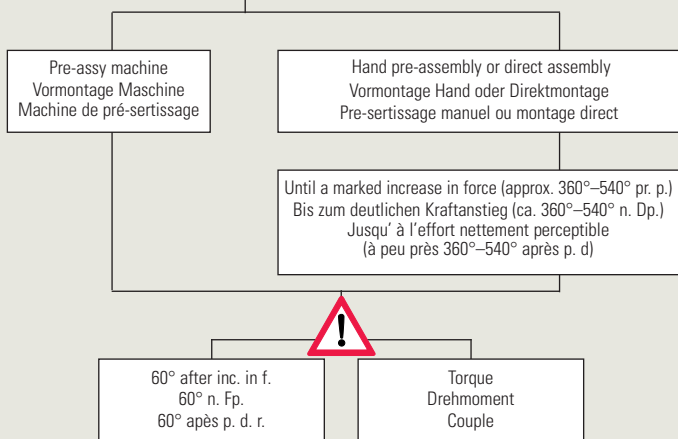 Pre-assy machine
Vormontage Maschine
Machine de pré-sertissage
Hand pre-assembly or direct assembly
Vormontage Hand oder Direktmontage
Pre-sertissage manuel ou montage direct
Until a marked increase in force (approx. 360°–540° pr. p.)
Bis zum deutlichen Kraftanstieg (ca. 360°–540° n. Dp.)
Jusqu' à l'effort nettement perceptible
(à peu près 360°–540° après p. d)
!
60° after inc. in f.
60° n. Fp.
60° apès p. d. r.
Torque
Drehmoment
Couple